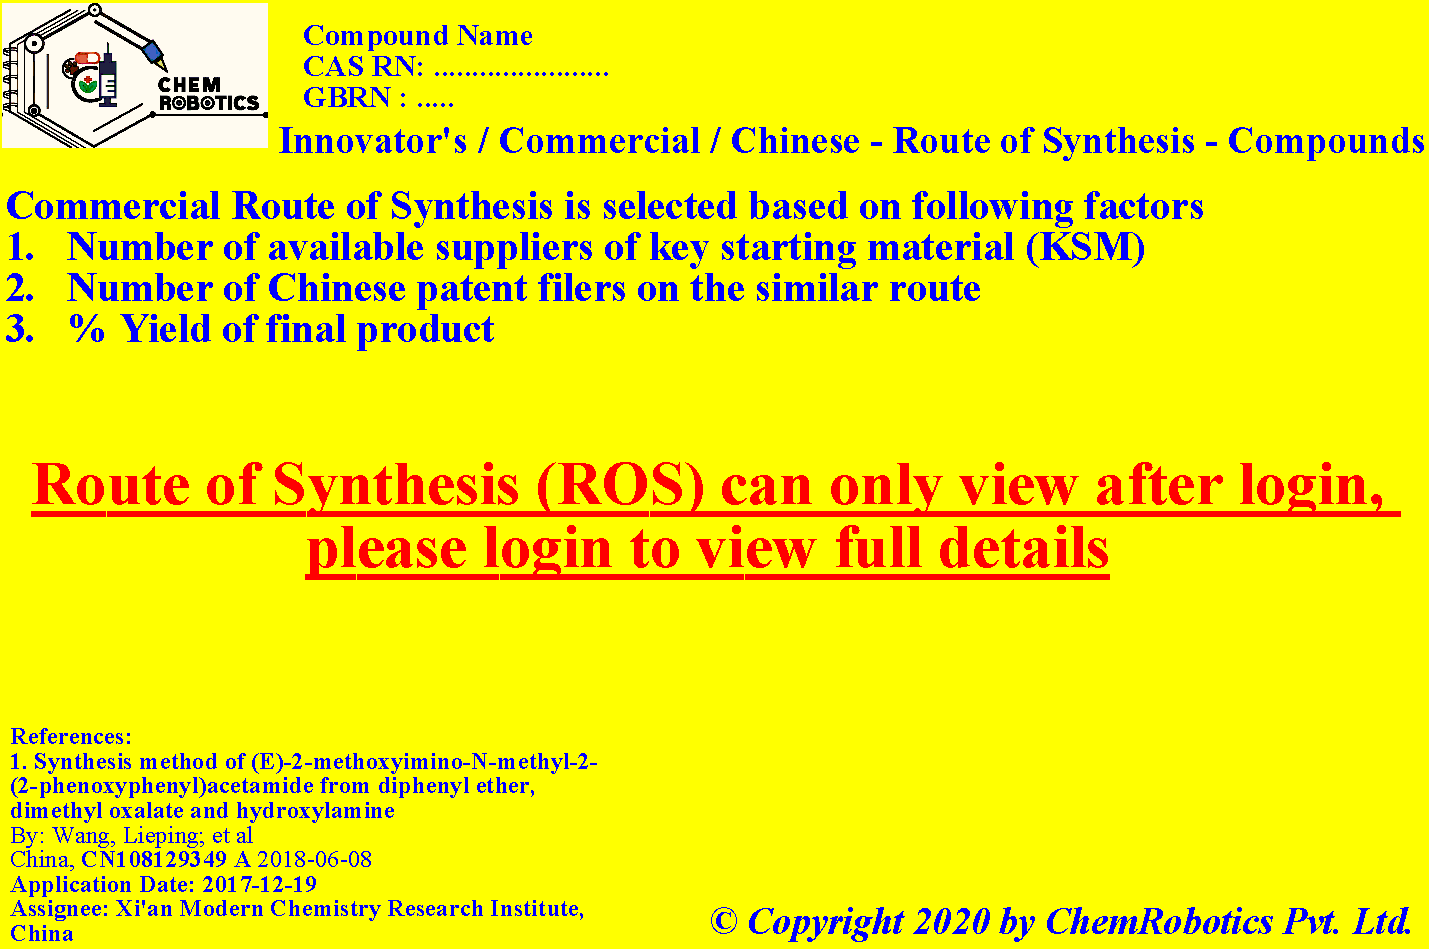 CHEM
ROBOTICS
Compound Name
CAS RN: ........................
GBRN : .....
Innovator's / Commercial / Chinese - Route of Synthesis - Compounds
Commercial Route of Synthesis is selected based on following factors
1. Number of available suppliers of key starting material (KSM)
2. Number of Chinese patent filers on the similar route
3. % Yield of final product
Route of Synthesis (ROS) can only view after login,
please login to view full details
References:
1. Synthesis method of (E)-2-methoxyimino-N-methyl-2-
(2-phenoxyphenyl)acetamide from diphenyl ether,
dimethyl oxalate and hydroxylamine
By: Wang, Lieping; et al
China, CN108129349 A 2018-06-08
Application Date: 2017-12-19
Assignee: Xi'an Modern Chemistry Research Institute,
China
© Copyright 2020 by ChemRobotics Pvt. Ltd.